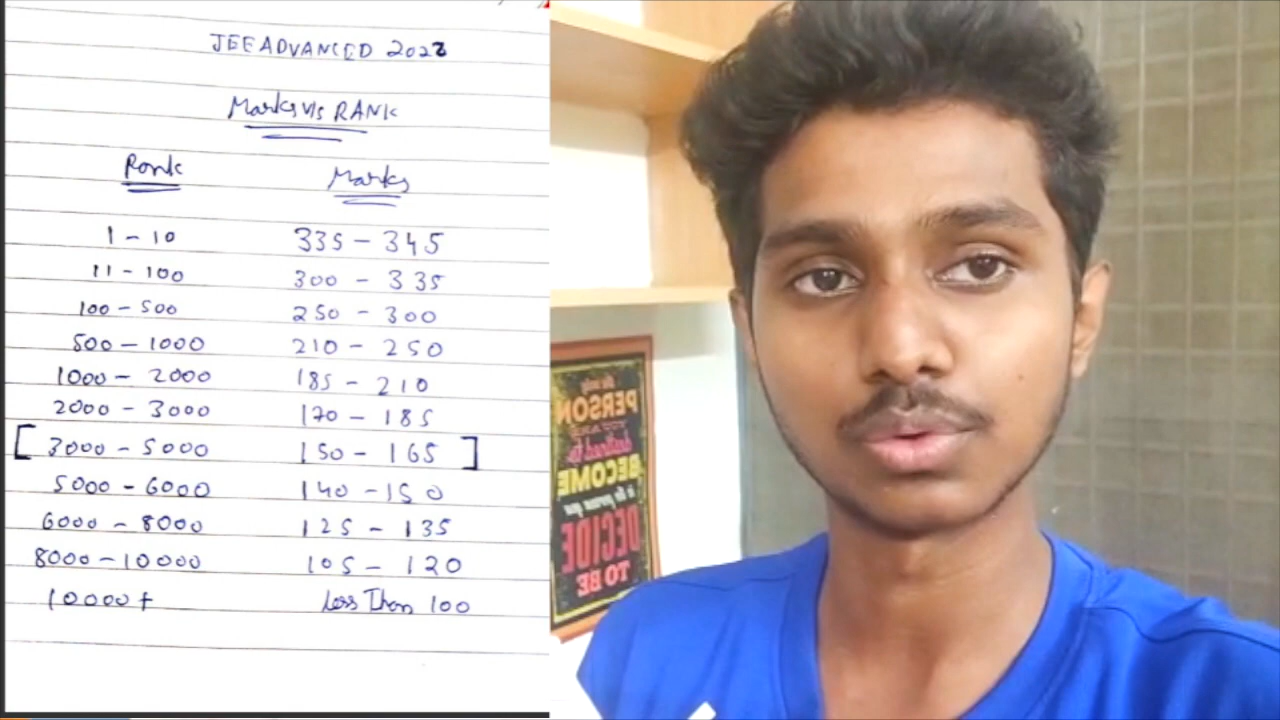 JEE ADVANCED 2022
Marks v/s RANK
Rank Marks
1 - 10 335 - 345
11 - 100 300 - 335
100 - 500 250 - 300
500 - 1000 210 - 250
1000 - 2000 185 - 210
2000 - 3000 170 - 185
[ 3000 - 5000 150 - 165 ]
5000 - 6000 140 - 150
6000 - 8000 125 - 135
8000 - 10000 105 - 120
10000+ Less Than 100
PERSON
BECOME
DECIDE
TO BE